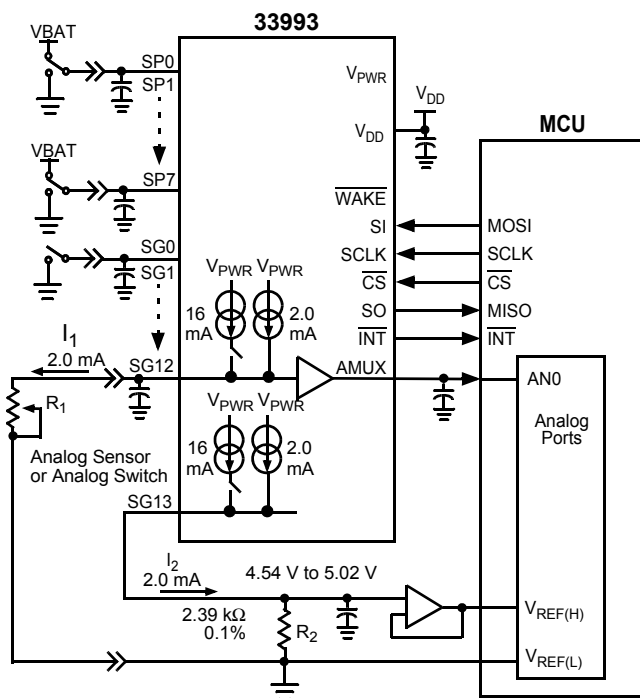 33993
VBAT
SP0
SP1
VPWR
VDD
VDD
MCU
VBAT
SP7
WAKE
SI
MOSI
SG0
SG1
SCLK
SCLK
CS
CS
VPWR VPWR
SO
MISO
16 mA
2.0 mA
INT
INT
I1
2.0 mA
SG12
AMUX
AN0
R1
Analog Ports
VPWR VPWR
Analog Sensor
or Analog Switch
16 mA
2.0 mA
SG13
I2
2.0 mA
4.54 V to 5.02 V
2.39 kΩ
0.1%
R2
VREF(H)
VREF(L)